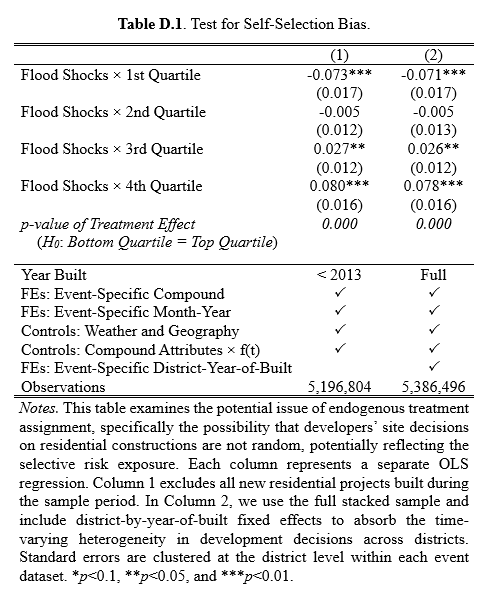 Table D.1. Test for Self-Selection Bias.
(1) (2)
Flood Shocks × 1st Quartile -0.073*** -0.071***
(0.017) (0.017)
Flood Shocks × 2nd Quartile -0.005 -0.005
(0.012) (0.013)
Flood Shocks × 3rd Quartile 0.027** 0.026**
(0.012) (0.012)
Flood Shocks × 4th Quartile 0.080*** 0.078***
(0.016) (0.016)
p-value of Treatment Effect 0.000 0.000
(H0: Bottom Quartile = Top Quartile)
Year Built < 2013 Full
FEs: Event-Specific Compound ✓ ✓
FEs: Event-Specific Month-Year ✓ ✓
Controls: Weather and Geography ✓ ✓
Controls: Compound Attributes × f(t) ✓ ✓
FEs: Event-Specific District-Year-of-Built ✓
Observations 5,196,804 5,386,496
Notes. This table examines the potential issue of endogenous treatment
assignment, specifically the possibility that developers’ site decisions
on residential constructions are not random, potentially reflecting the
selective risk exposure. Each column represents a separate OLS
regression. Column 1 excludes all new residential projects built during
the sample period. In Column 2, we use the full stacked sample and
include district-by-year-of-built fixed effects to absorb the time-
varying heterogeneity in development decisions across districts.
Standard errors are clustered at the district level within each event
dataset. *p<0.1, **p<0.05, and ***p<0.01.